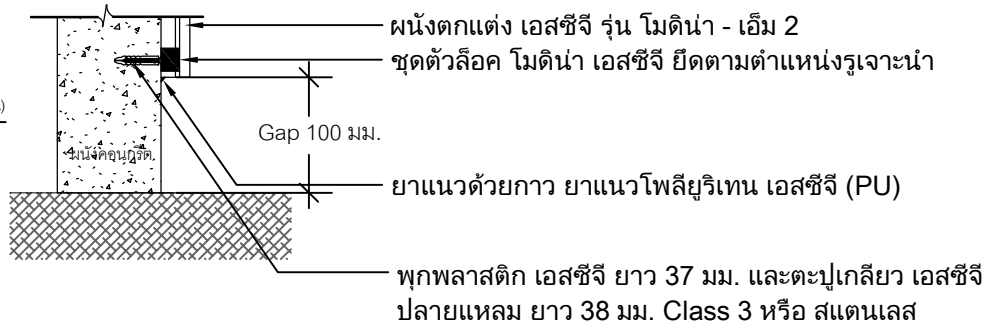 ผนังตกแต่ง เอสซีจี รุ่น โมดิน่า - เอ็ม 2
ชุดตัวล็อค โมดิน่า เอสซีจี ยึดตามตำแหน่งรูเจาะนำ
Gap 100 มม.
ผนังคอนกรีต
ยาแนวด้วยกาว ยาแนวโพลียูริเทน เอสซีจี (PU)
พุกพลาสติก เอสซีจี ยาว 37 มม. และตะปูเกลียว เอสซีจี
ปลายแหลม ยาว 38 มม. Class 3 หรือ สแตนเลส